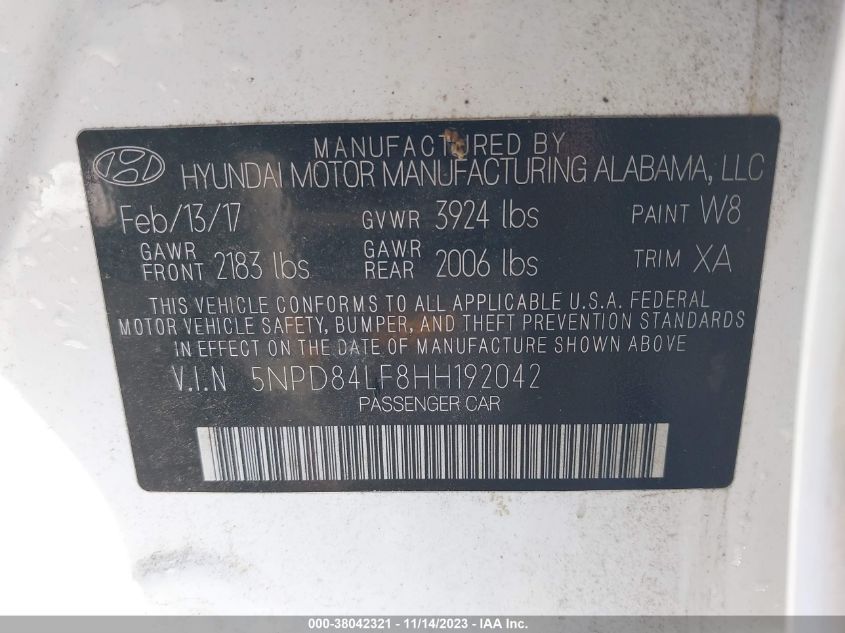 MANUFACTURED BY
HYUNDAI MOTOR MANUFACTURING ALABAMA, LLC
Feb/13/17 GVWR 3924 lbs PAINT W8
GAWR FRONT 2183 lbs GAWR REAR 2006 lbs TRIM XA
THIS VEHICLE CONFORMS TO ALL APPLICABLE U.S.A. FEDERAL
MOTOR VEHICLE SAFETY, BUMPER, AND THEFT PREVENTION STANDARDS
IN EFFECT ON THE DATE OF MANUFACTURE SHOWN ABOVE
V.I.N 5NPD84LF8HH192042
PASSENGER CAR
000-38042321 - 11/14/2023 - IAA Inc.